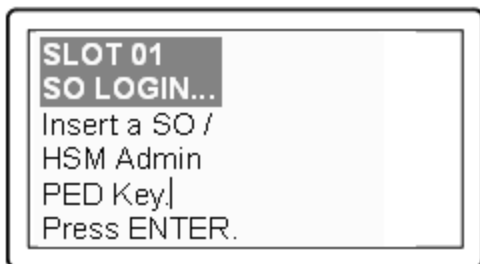 SLOT 01
SO LOGIN...
Insert a SO /
HSM Admin
PED Key.
Press ENTER.